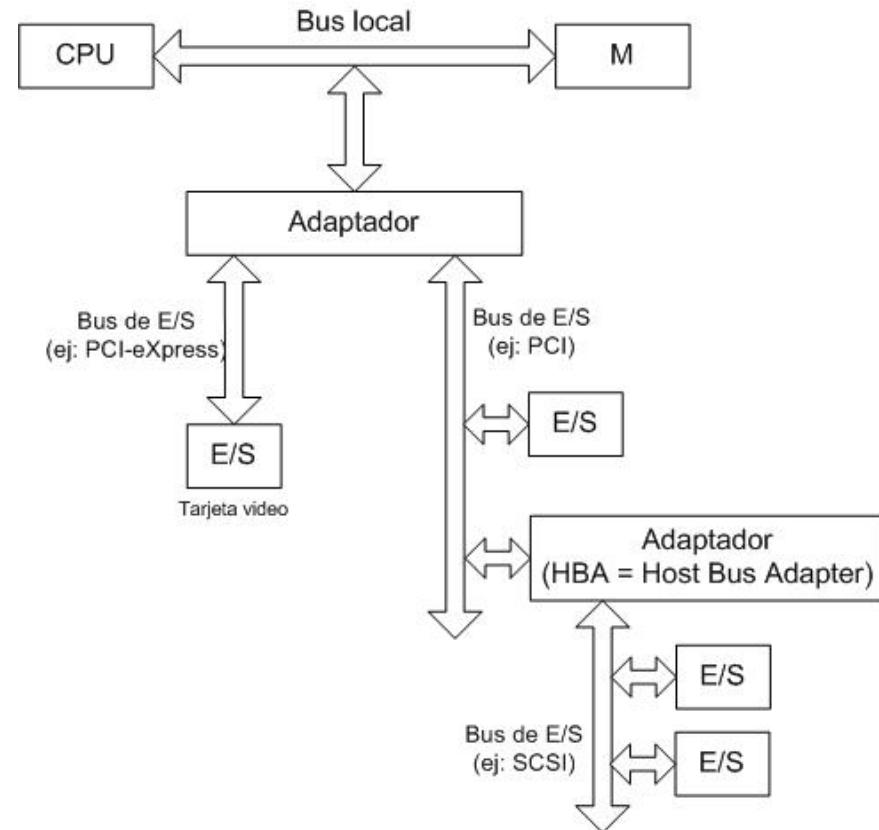 Bus local
CPU
M
Adaptador
Bus de E/S
(ej: PCI-eXpress)
Bus de E/S
(ej: PCI)
E/S
E/S
Tarjeta video
Adaptador
(HBA = Host Bus Adapter)
E/S
Bus de E/S
(ej: SCSI)
E/S